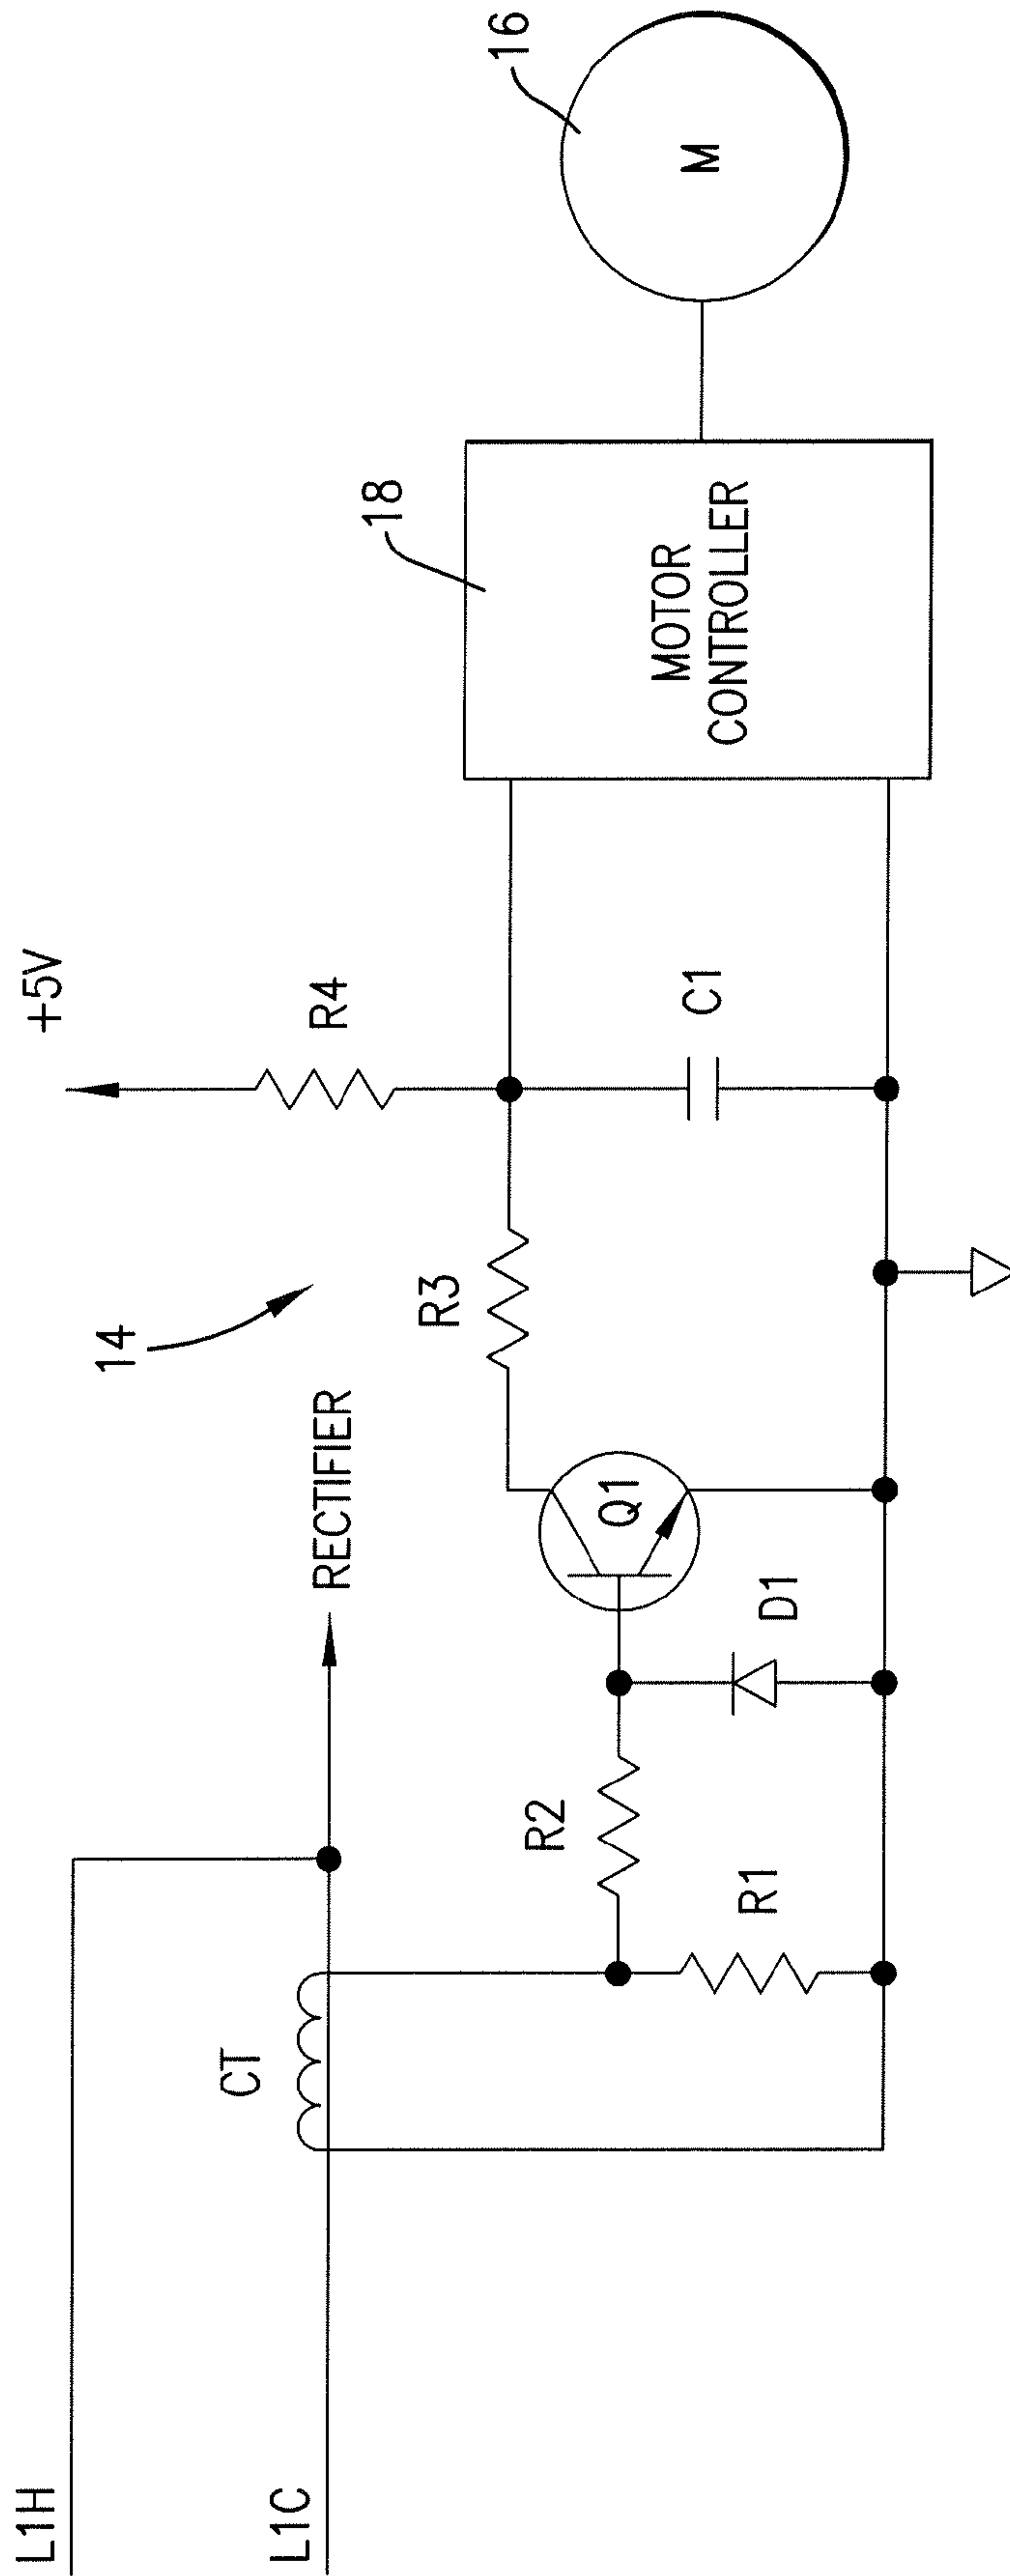 L1H
L1C
CT
RECTIFIER
14
+5V
R4
R3
R2
R1
D1
Q1
C1
18
MOTOR
CONTROLLER
16
M